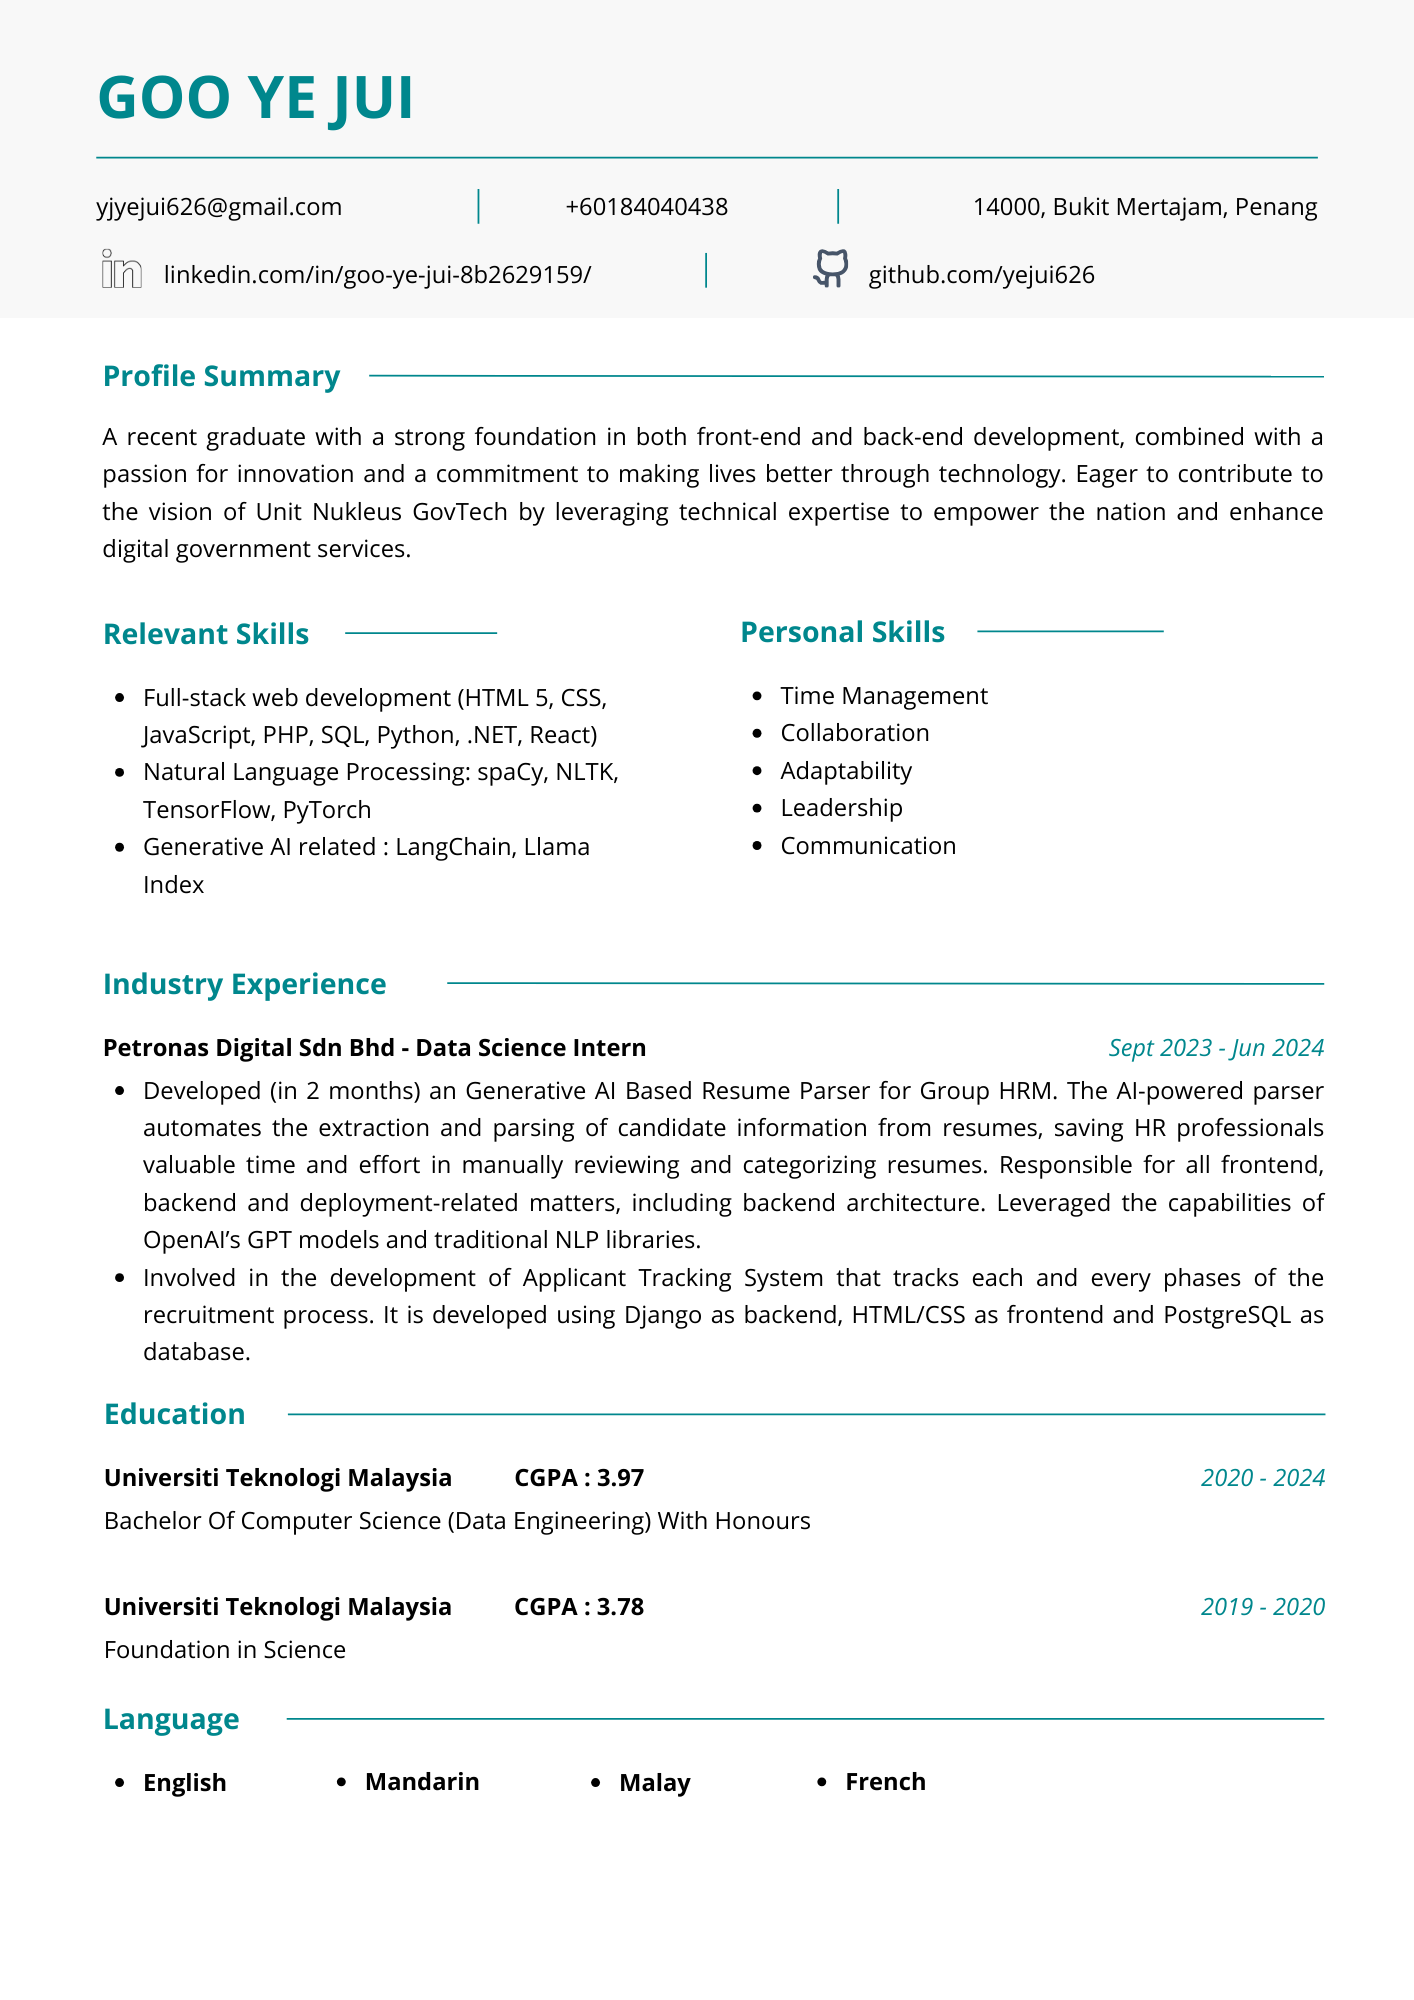 GOO YE JUI
yjyejui626@gmail.com
+60184040438
14000, Bukit Mertajam, Penang
linkedin.com/in/goo-ye-jui-8b2629159/
github.com/yejui626
Profile Summary
A recent graduate with a strong foundation in both front-end and back-end development, combined with a
passion for innovation and a commitment to making lives better through technology. Eager to contribute to
the vision of Unit Nukleus GovTech by leveraging technical expertise to empower the nation and enhance
digital government services.
Relevant Skills
• Full-stack web development (HTML 5, CSS,
JavaScript, PHP, SQL, Python, .NET, React)
• Natural Language Processing: spaCy, NLTK,
TensorFlow, PyTorch
• Generative AI related : LangChain, Llama
Index
Personal Skills
• Time Management
• Collaboration
• Adaptability
• Leadership
• Communication
Industry Experience
Petronas Digital Sdn Bhd - Data Science Intern
Sept 2023 - Jun 2024
• Developed (in 2 months) an Generative AI Based Resume Parser for Group HRM. The AI-powered parser
automates the extraction and parsing of candidate information from resumes, saving HR professionals
valuable time and effort in manually reviewing and categorizing resumes. Responsible for all frontend,
backend and deployment-related matters, including backend architecture. Leveraged the capabilities of
OpenAI’s GPT models and traditional NLP libraries.
• Involved in the development of Applicant Tracking System that tracks each and every phases of the
recruitment process. It is developed using Django as backend, HTML/CSS as frontend and PostgreSQL as
database.
Education
Universiti Teknologi Malaysia CGPA : 3.97
2020 - 2024
Bachelor Of Computer Science (Data Engineering) With Honours
Universiti Teknologi Malaysia CGPA : 3.78
2019 - 2020
Foundation in Science
Language
• English
• Mandarin
• Malay
• French